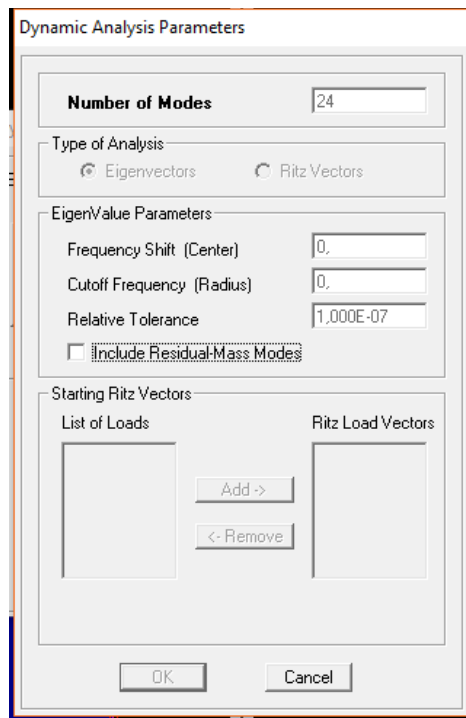 Dynamic Analysis Parameters
Number of Modes 24
Type of Analysis
Eigenvectors Ritz Vectors
EigenValue Parameters
Frequency Shift (Center) 0,
Cutoff Frequency (Radius) 0,
Relative Tolerance 1,000E-07
Include Residual-Mass Modes
Starting Ritz Vectors
List of Loads Ritz Load Vectors
Add ->
<- Remove
OK Cancel